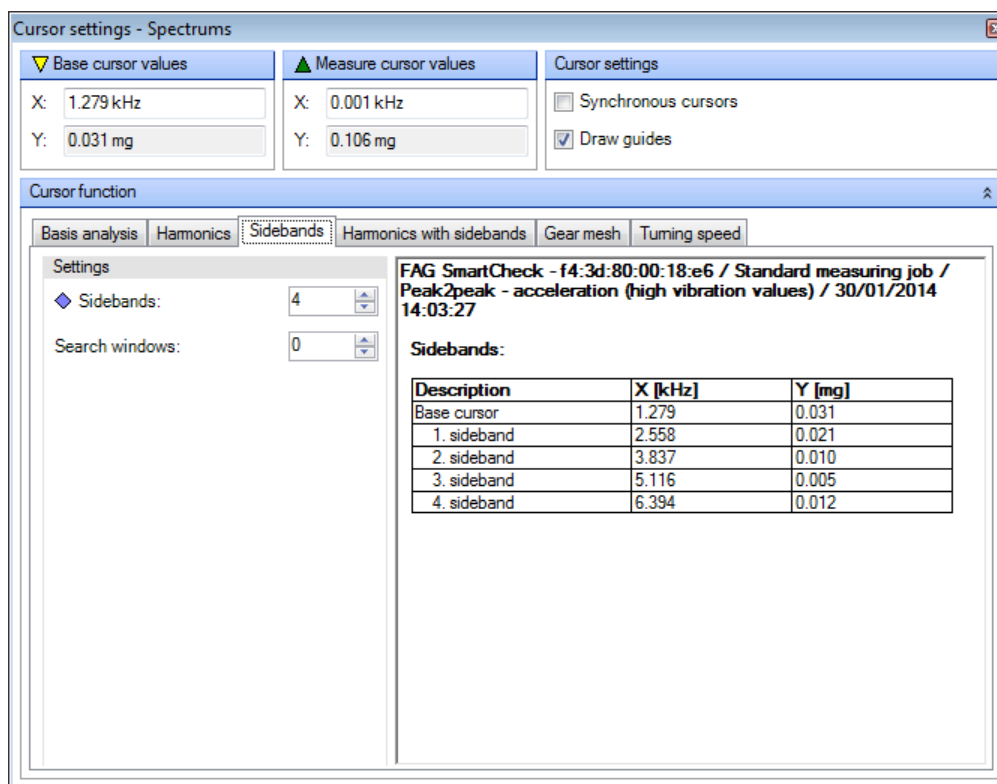 Cursor settings - Spectrums
Base cursor values
X: 1.279 kHz
Y: 0.031 mg
Measure cursor values
X: 0.001 kHz
Y: 0.106 mg
Cursor settings
Synchronous cursors
Draw guides
Cursor function
Basis analysis Harmonics Sidebands Harmonics with sidebands Gear mesh Turning speed
Settings
Sidebands: 4
Search windows: 0
FAG SmartCheck - f4:3d:80:00:18:e6 / Standard measuring job /
Peak2peak - acceleration (high vibration values) / 30/01/2014
14:03:27
Sidebands:
Description X [kHz] Y [mg]
Base cursor 1.279 0.031
1. sideband 2.558 0.021
2. sideband 3.837 0.010
3. sideband 5.116 0.005
4. sideband 6.394 0.012